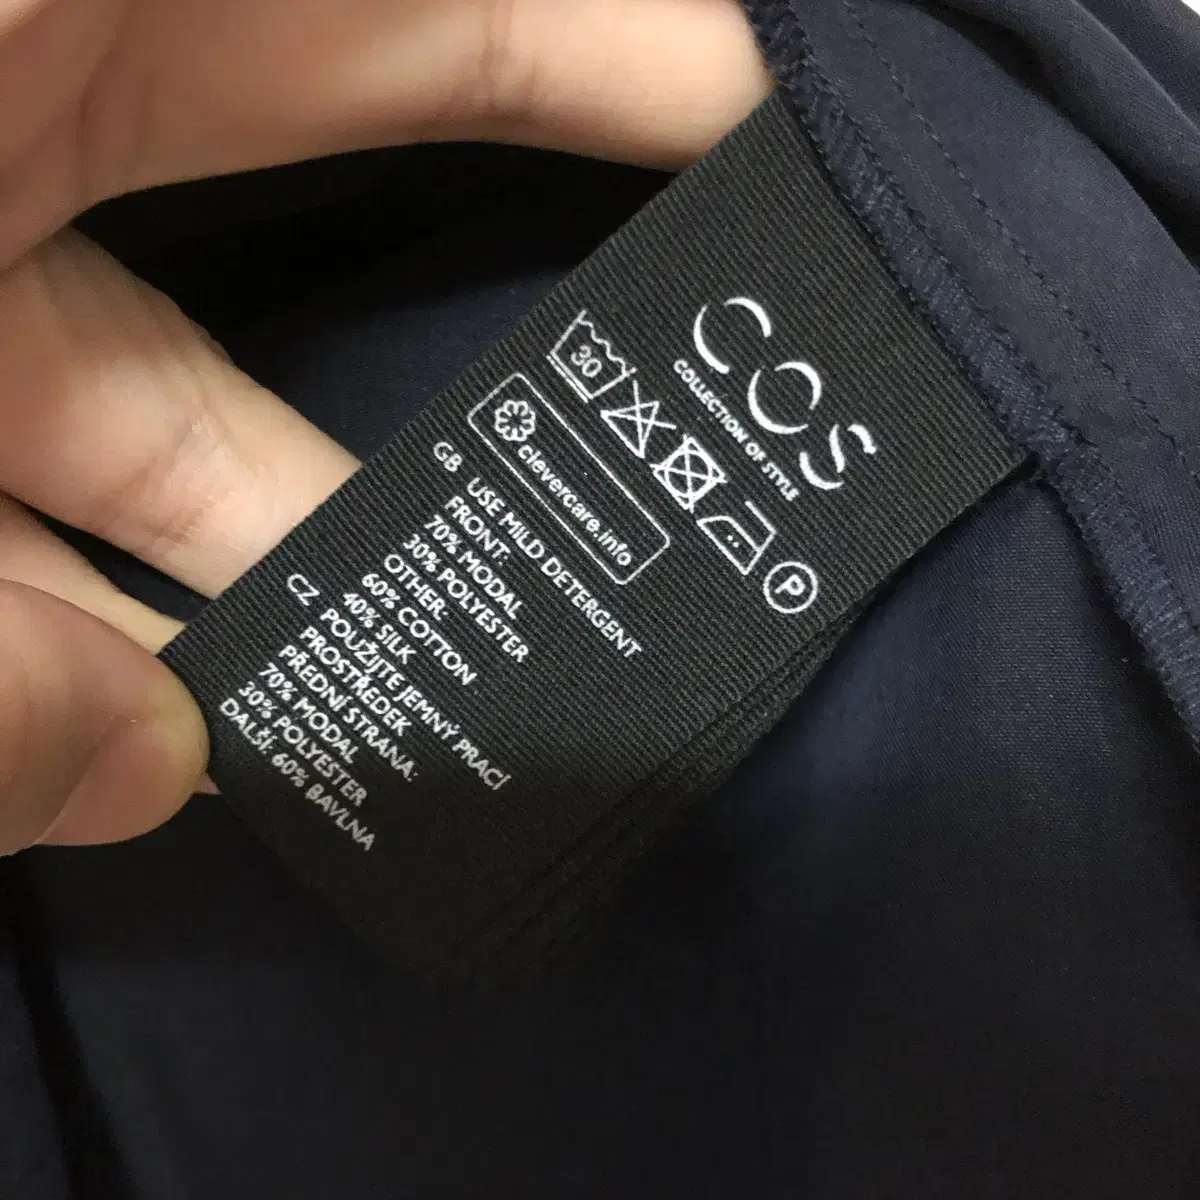 COS
COLLECTION OF STYLE
30
P
clevercare.info
GB USE MILD DETERGENT
FRONT:
70% MODAL
30% POLYESTER
OTHER:
60% COTTON
40% SILK
CZ POUŽIJTE JEMNÝ PRACÍ
PROSTŘEDEK
PŘEDNÍ STRANA:
70% MODAL
30% POLYESTER
DALŠÍ: 60% BAVLNA